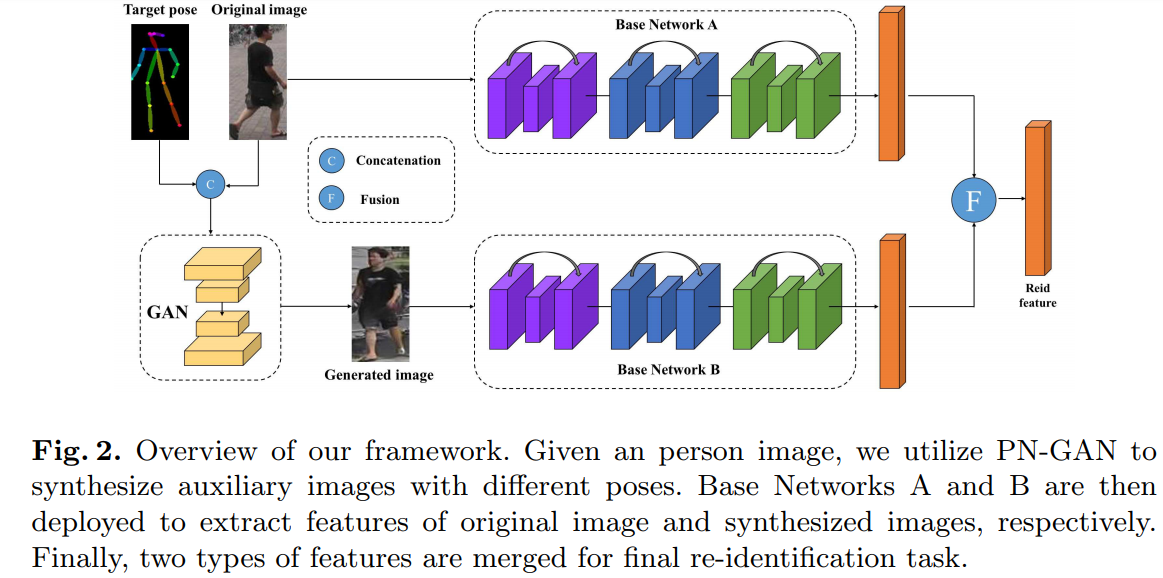 Target pose
Original image
Base Network A
C
Concatenation
F
Fusion
C
F
GAN
Generated image
Base Network B
Reid
feature
Fig. 2. Overview of our framework. Given an person image, we utilize PN-GAN to
synthesize auxiliary images with different poses. Base Networks A and B are then
deployed to extract features of original image and synthesized images, respectively.
Finally, two types of features are merged for final re-identification task.